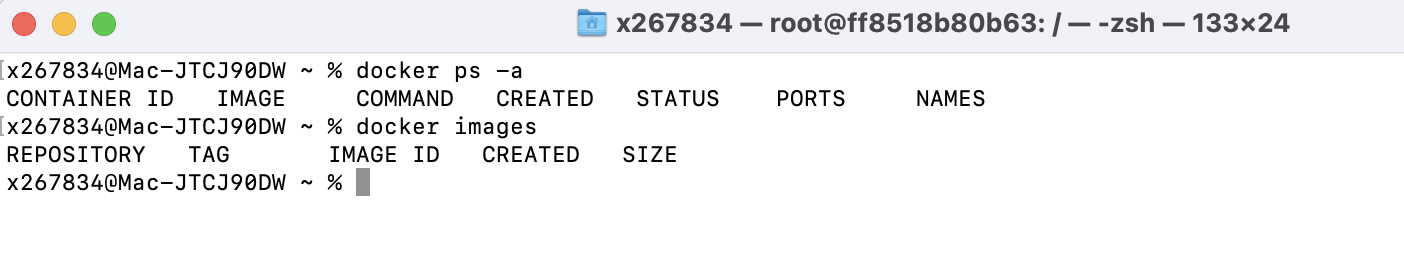 x267834 — root@ff8518b80b63: / — -zsh — 133×24
[x267834@Mac-JTCJ90DW ~ % docker ps -a
CONTAINER ID   IMAGE     COMMAND   CREATED   STATUS    PORTS     NAMES
[x267834@Mac-JTCJ90DW ~ % docker images
REPOSITORY   TAG       IMAGE ID   CREATED   SIZE
x267834@Mac-JTCJ90DW ~ %